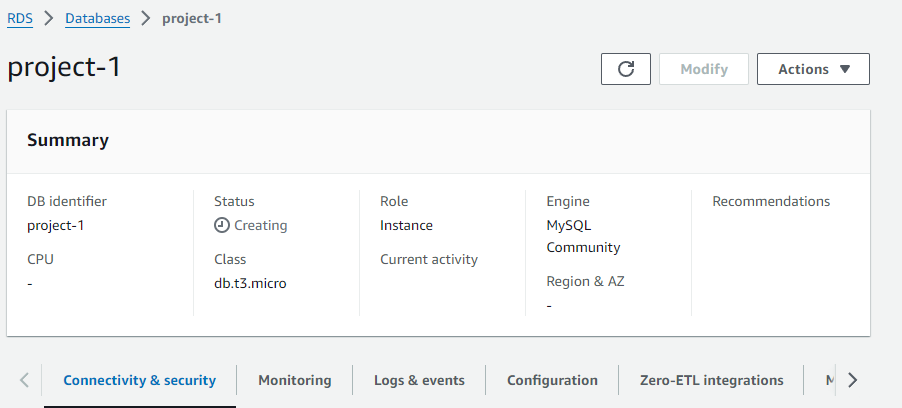 RDS > Databases > project-1
project-1
Modify
Actions
Summary
DB identifier
project-1
CPU
-
Status
Creating
Class
db.t3.micro
Role
Instance
Current activity
Engine
MySQL
Community
Region & AZ
-
Recommendations
Connectivity & security
Monitoring
Logs & events
Configuration
Zero-ETL integrations